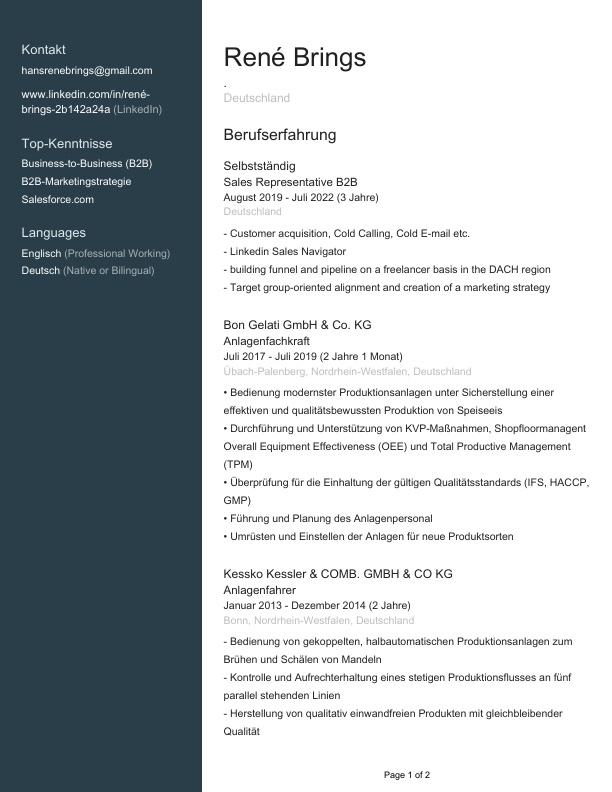 Kontakt
hansrenebrings@gmail.com
www.linkedin.com/in/rené-
brings-2b142a24a (LinkedIn)
Top-Kenntnisse
Business-to-Business (B2B)
B2B-Marketingstrategie
Salesforce.com
Languages
Englisch (Professional Working)
Deutsch (Native or Bilingual)
René Brings
.
Deutschland
Berufserfahrung
Selbstständig
Sales Representative B2B
August 2019 - Juli 2022 (3 Jahre)
Deutschland
- Customer acquisition, Cold Calling, Cold E-mail etc.
- Linkedin Sales Navigator
- building funnel and pipeline on a freelancer basis in the DACH region
- Target group-oriented alignment and creation of a marketing strategy
Bon Gelati GmbH & Co. KG
Anlagenfachkraft
Juli 2017 - Juli 2019 (2 Jahre 1 Monat)
Übach-Palenberg, Nordrhein-Westfalen, Deutschland
• Bedienung modernster Produktionsanlagen unter Sicherstellung einer
effektiven und qualitätsbewussten Produktion von Speiseeis
• Durchführung und Unterstützung von KVP-Maßnahmen, Shopfloormanagent
Overall Equipment Effectiveness (OEE) und Total Productive Management
(TPM)
• Überprüfung für die Einhaltung der gültigen Qualitätsstandards (IFS, HACCP,
GMP)
• Führung und Planung des Anlagenpersonal
• Umrüsten und Einstellen der Anlagen für neue Produktsorten
Kessko Kessler & COMB. GMBH & CO KG
Anlagenfahrer
Januar 2013 - Dezember 2014 (2 Jahre)
Bonn, Nordrhein-Westfalen, Deutschland
- Bedienung von gekoppelten, halbautomatischen Produktionsanlagen zum
Brühen und Schälen von Mandeln
- Kontrolle und Aufrechterhaltung eines stetigen Produktionsflusses an fünf
parallel stehenden Linien
- Herstellung von qualitativ einwandfreien Produkten mit gleichbleibender
Qualität
Page 1 of 2